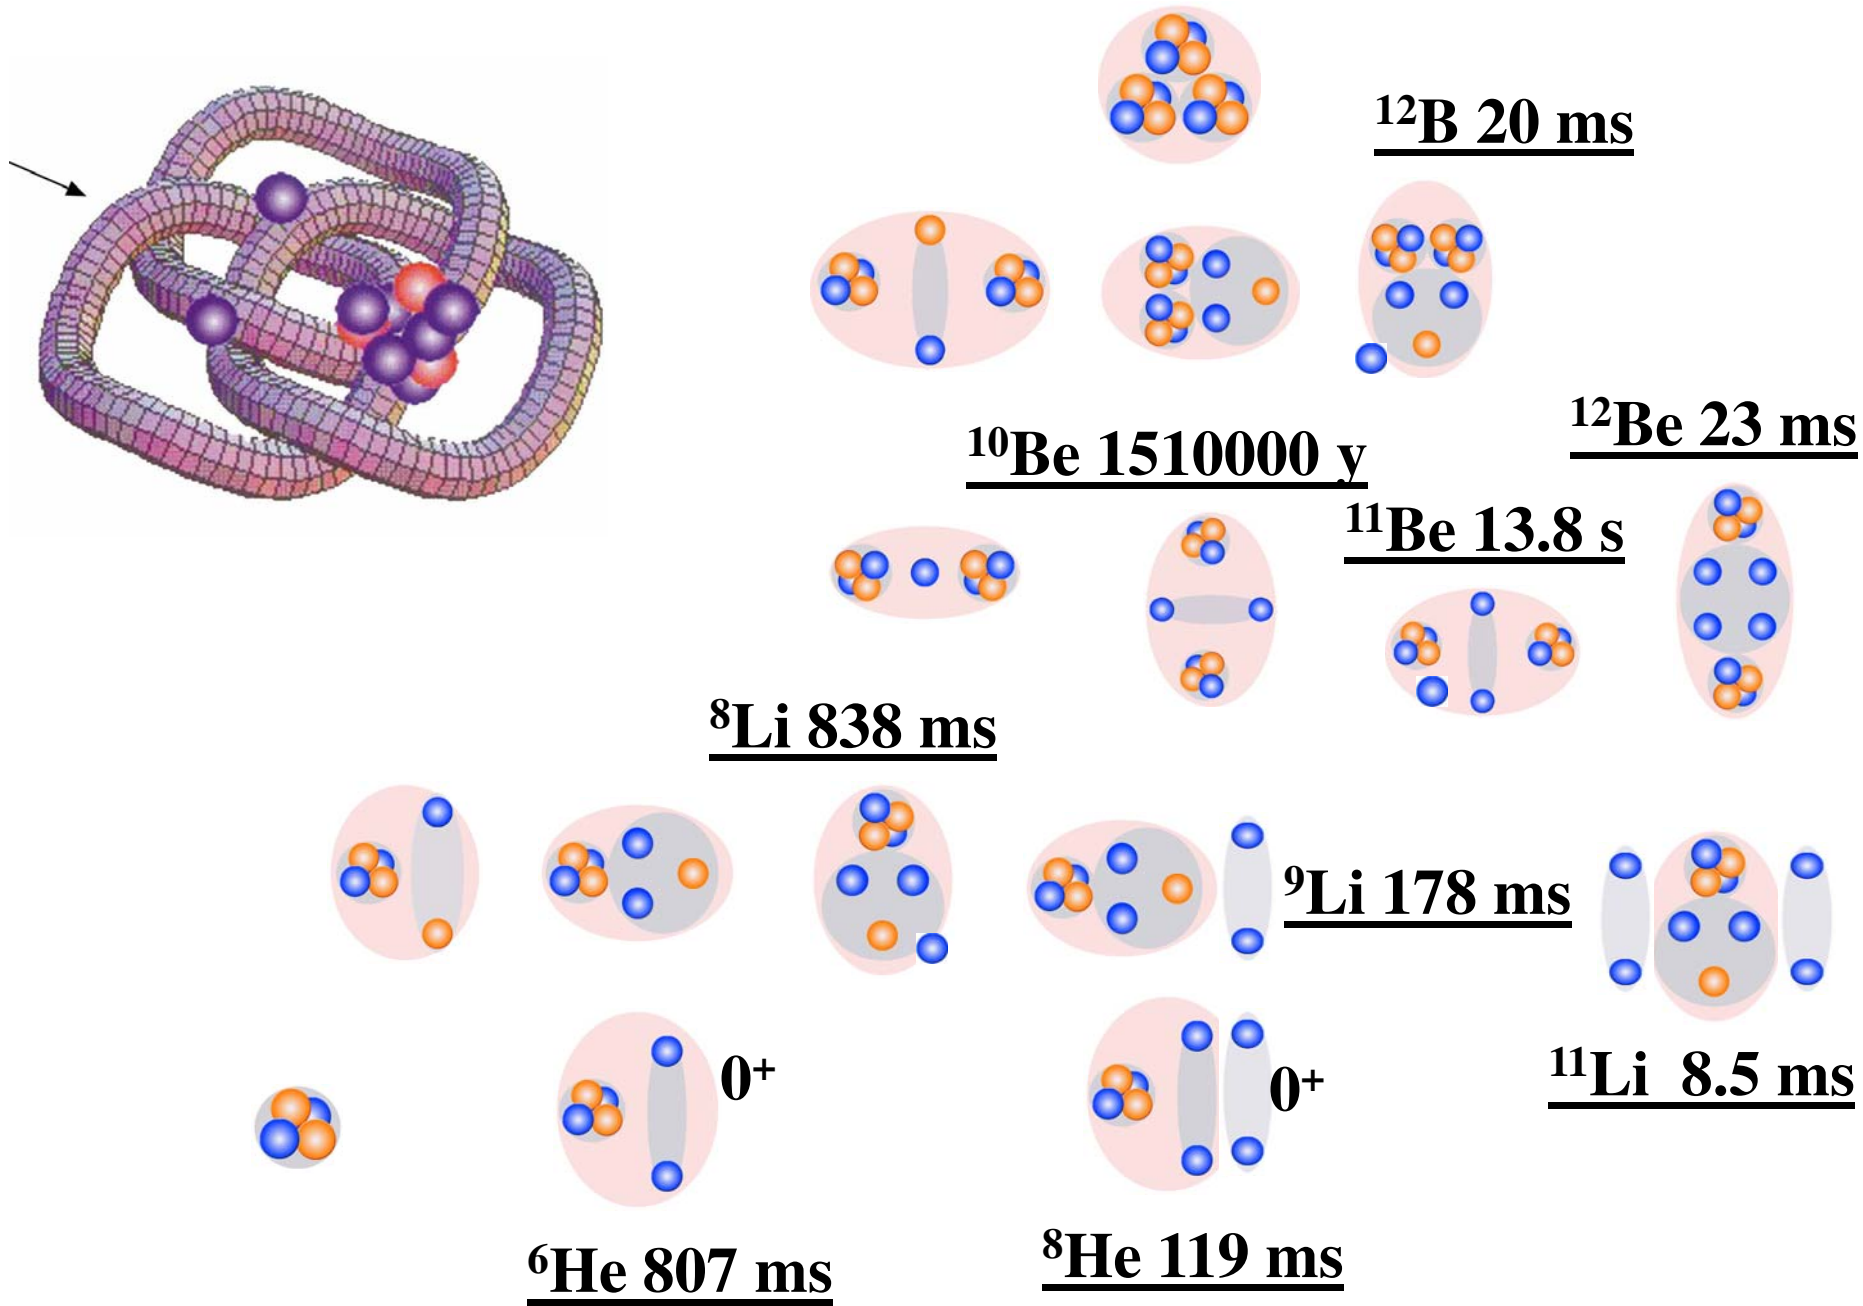 ¹²B 20 ms
¹²Be 23 ms
¹⁰Be 1510000 y
¹¹Be 13.8 s
⁸Li 838 ms
⁹Li 178 ms
0⁺
0⁺
¹¹Li 8.5 ms
⁶He 807 ms
⁸He 119 ms